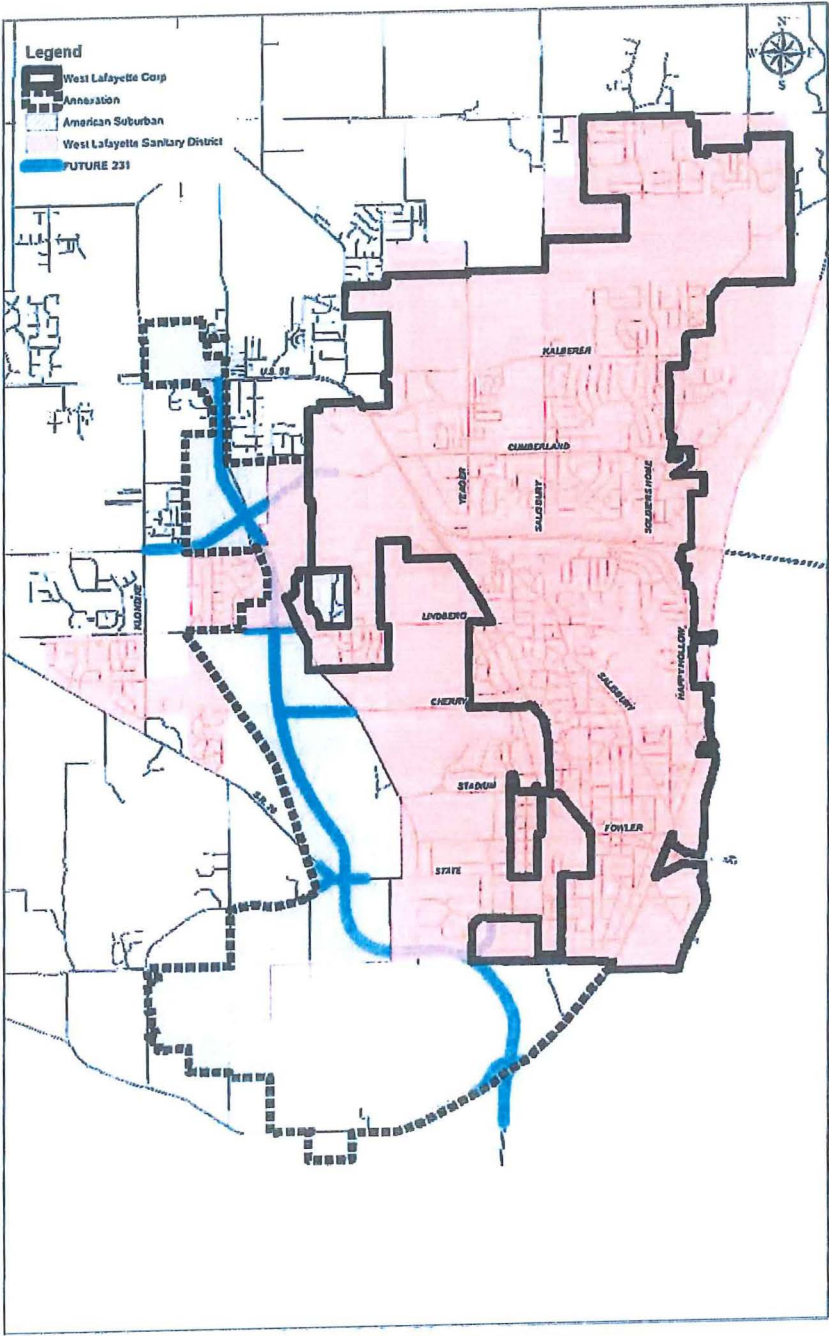 Legend
West Lafayette Corp
Annexation
American Suburban
West Lafayette Sanitary District
FUTURE 231
N
W
E
S
KALBERER
U.S. 52
CUMBERLAND
YEAGER
SALISBURY
SOLDIERS HOME
KLONDIKE
LINDBERG
HAPPY HOLLOW
SALISBURY
CHERRY
STADIUM
S.R. 26
FOWLER
STATE